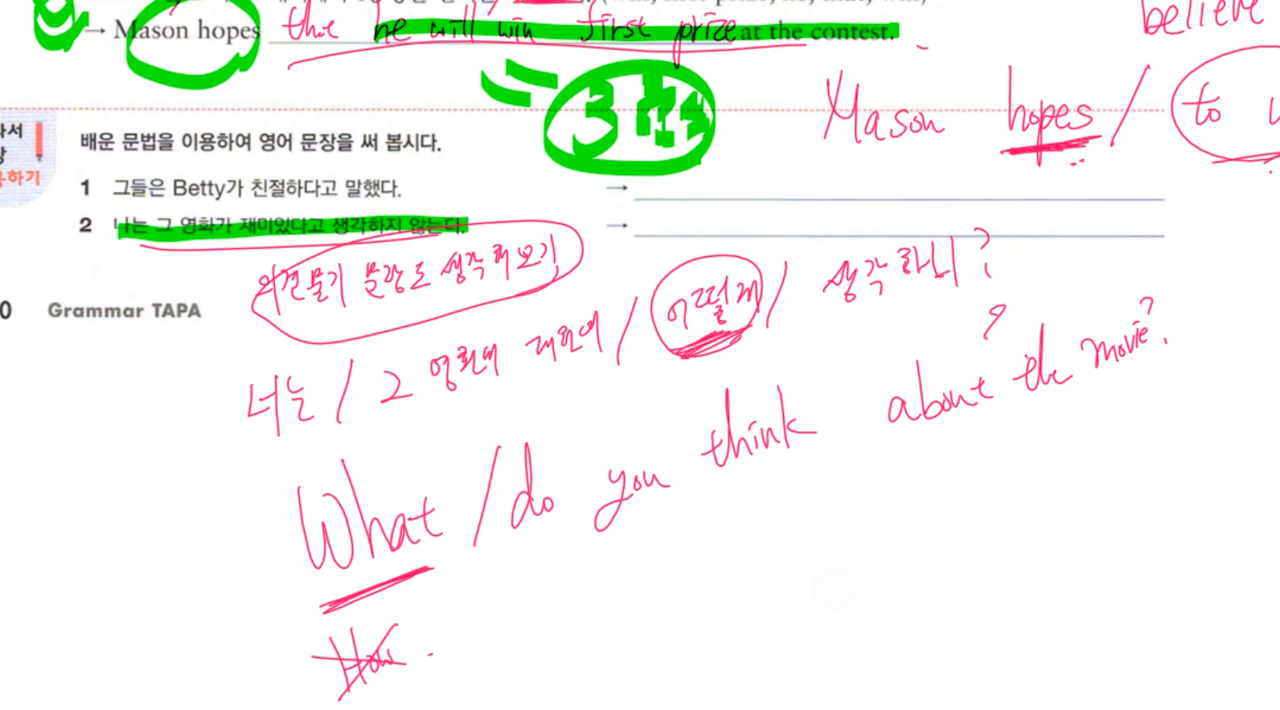 → Mason hopes that he will win first prize at the contest.
believe
Mason hopes / to
3인칭
배운 문법을 이용하여 영어 문장을 써 봅시다.
1 그들은 Betty가 친절하다고 말했다. →
2 나는 그 영화가 재미있다고 생각하지 않는다. →
의견 묻기 문장도 생각해보기
너는 / 그 영화에 대한에 / 어떻게 / 생각하니?
0 Grammar TAPA
What / do you think about the movie?
How.